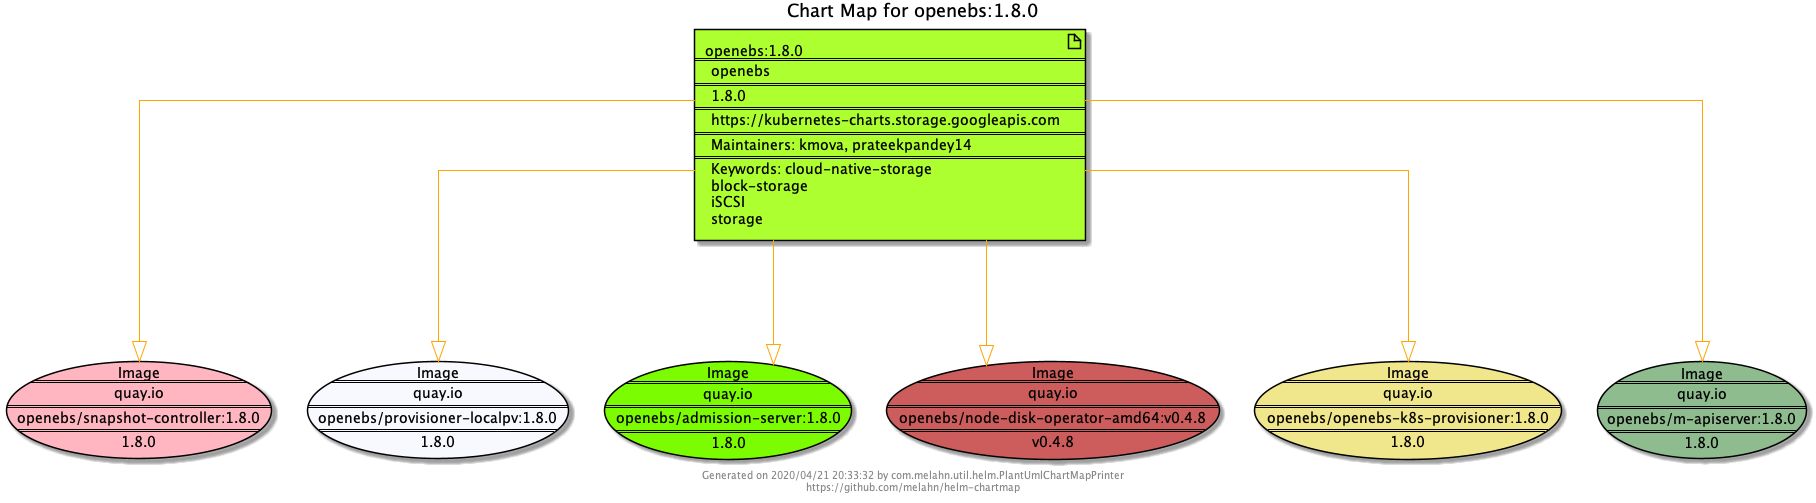 Chart Map for openebs:1.8.0
openebs:1.8.0
openebs
1.8.0
https://kubernetes-charts.storage.googleapis.com
Maintainers: kmova, prateekpandey14
Keywords: cloud-native-storage
block-storage
iSCSI
storage
Image
quay.io
openebs/snapshot-controller:1.8.0
1.8.0
Image
quay.io
openebs/provisioner-localpv:1.8.0
1.8.0
Image
quay.io
openebs/admission-server:1.8.0
1.8.0
Image
quay.io
openebs/node-disk-operator-amd64:v0.4.8
v0.4.8
Image
quay.io
openebs/openebs-k8s-provisioner:1.8.0
1.8.0
Image
quay.io
openebs/m-apiserver:1.8.0
1.8.0
Generated on 2020/04/21 20:33:32 by com.melahn.util.helm.PlantUmlChartMapPrinter
https://github.com/melahn/helm-chartmap